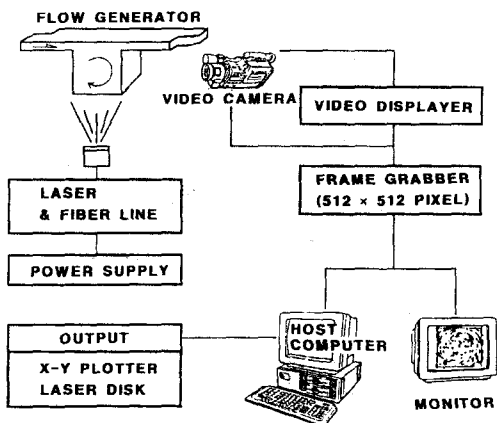 FLOW GENERATOR
VIDEO CAMERA
VIDEO DISPLAYER
LASER
& FIBER LINE
FRAME GRABBER
(512 × 512 PIXEL)
POWER SUPPLY
OUTPUT
X-Y PLOTTER
LASER DISK
HOST
COMPUTER
MONITOR